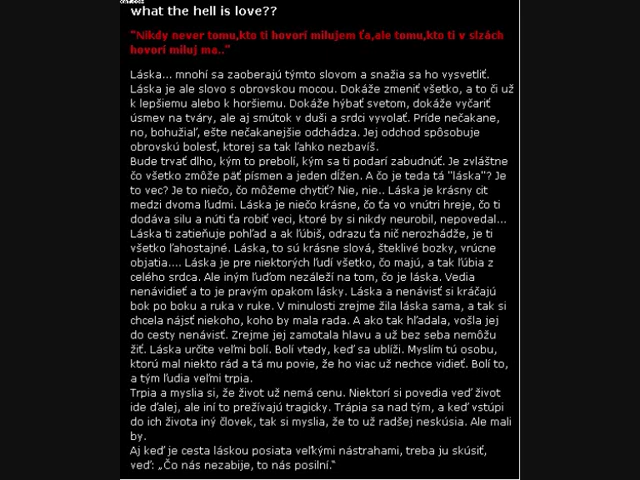 what the hell is love??
"Nikdy never tomu,kto ti hovorí milujem ťa,ale tomu,kto ti v slzách
hovorí miluj ma.."
Láska... mnohí sa zaoberajú týmto slovom a snažia sa ho vysvetliť.
Láska je ale slovo s obrovskou mocou. Dokáže zmeniť všetko, a to či už
k lepšiemu alebo k horšiemu. Dokáže hýbať svetom, dokáže vyčariť
úsmev na tváry, ale aj smútok v duši a srdci vyvolať. Príde nečakane,
no, bohužiaľ, ešte nečakanejšie odchádza. Jej odchod spôsobuje
obrovskú bolesť, ktorej sa tak ľahko nezbavíš.
Bude trvať dlho, kým to prebolí, kým sa ti podarí zabudnúť. Je zvláštne
čo všetko zmôže päť písmen a jeden dĺžen. A čo je teda tá "láska"? Je
to vec? Je to niečo, čo môžeme chytiť? Nie, nie.. Láska je krásny cit
medzi dvoma ľudmi. Láska je niečo krásne, čo ťa vo vnútri hreje, čo ti
dodáva silu a núti ťa robiť veci, ktoré by si nikdy neurobil, nepovedal...
Láska ti zatieňuje pohľad a ak ľúbiš, odrazu ťa nič nerozhádže, je ti
všetko ľahostajné. Láska, to sú krásne slová, šteklivé bozky, vrúcne
objatia.... Láska je pre niektorých ľudí všetko, čo majú, a tak ľúbia z
celého srdca. Ale iným ľuďom nezáleží na tom, čo je láska. Vedia
nenávidieť a to je pravým opakom lásky. Láska a nenávisť si kráčajú
bok po boku a ruka v ruke. V minulosti zrejme žila láska sama, a tak si
chcela nájsť niekoho, koho by mala rada. A ako tak hľadala, vošla jej
do cesty nenávisť. Zrejme jej zamotala hlavu a už bez seba nemôžu
žiť. Láska určite veľmi bolí. Bolí vtedy, keď sa ublíži. Myslím tú osobu,
ktorú mal niekto rád a tá mu povie, že ho viac už nechce vidieť. Bolí to,
a tým ľudia veľmi trpia.
Trpia a myslia si, že život už nemá cenu. Niektorí si povedia veď život
ide ďalej, ale iní to prežívajú tragicky. Trápia sa nad tým, a keď vstúpi
do ich života iný človek, tak si myslia, že to už radšej neskúsia. Ale mali
by.
Aj keď je cesta láskou posiata veľkými nástrahami, treba ju skúsiť,
veď: „Čo nás nezabije, to nás posilní.“